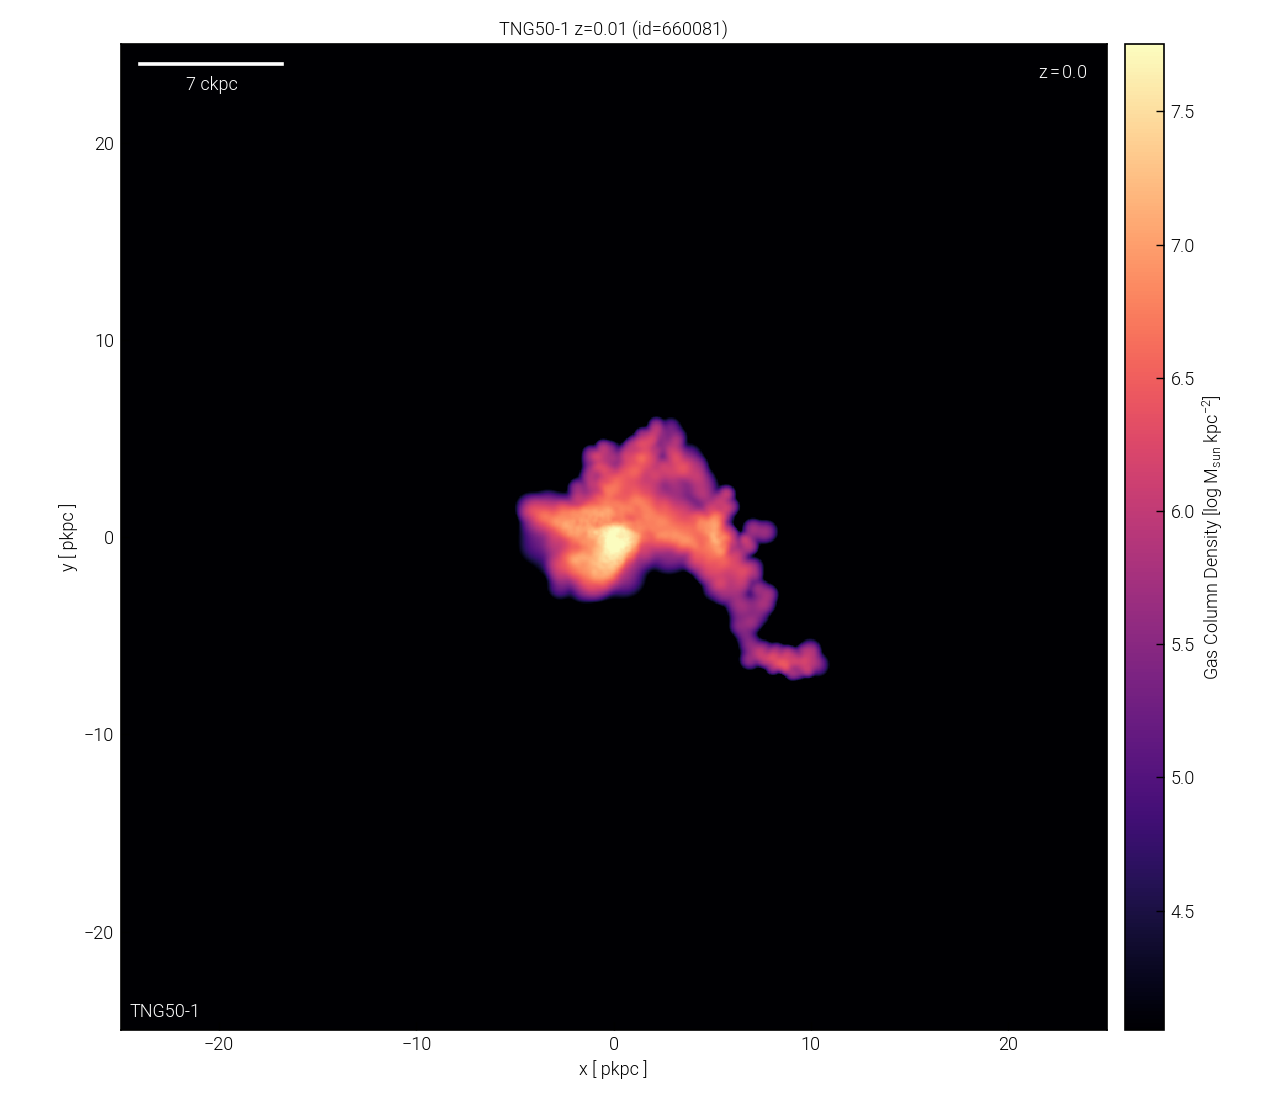 TNG50-1 z=0.01 (id=660081)
7 ckpc
z=0.0
20
10
0
−10
−20
y [ pkpc ]
TNG50-1
−20
−10
0
10
20
x [ pkpc ]
7.5
7.0
6.5
6.0
5.5
5.0
4.5
Gas Column Density [log M_sun kpc⁻²]